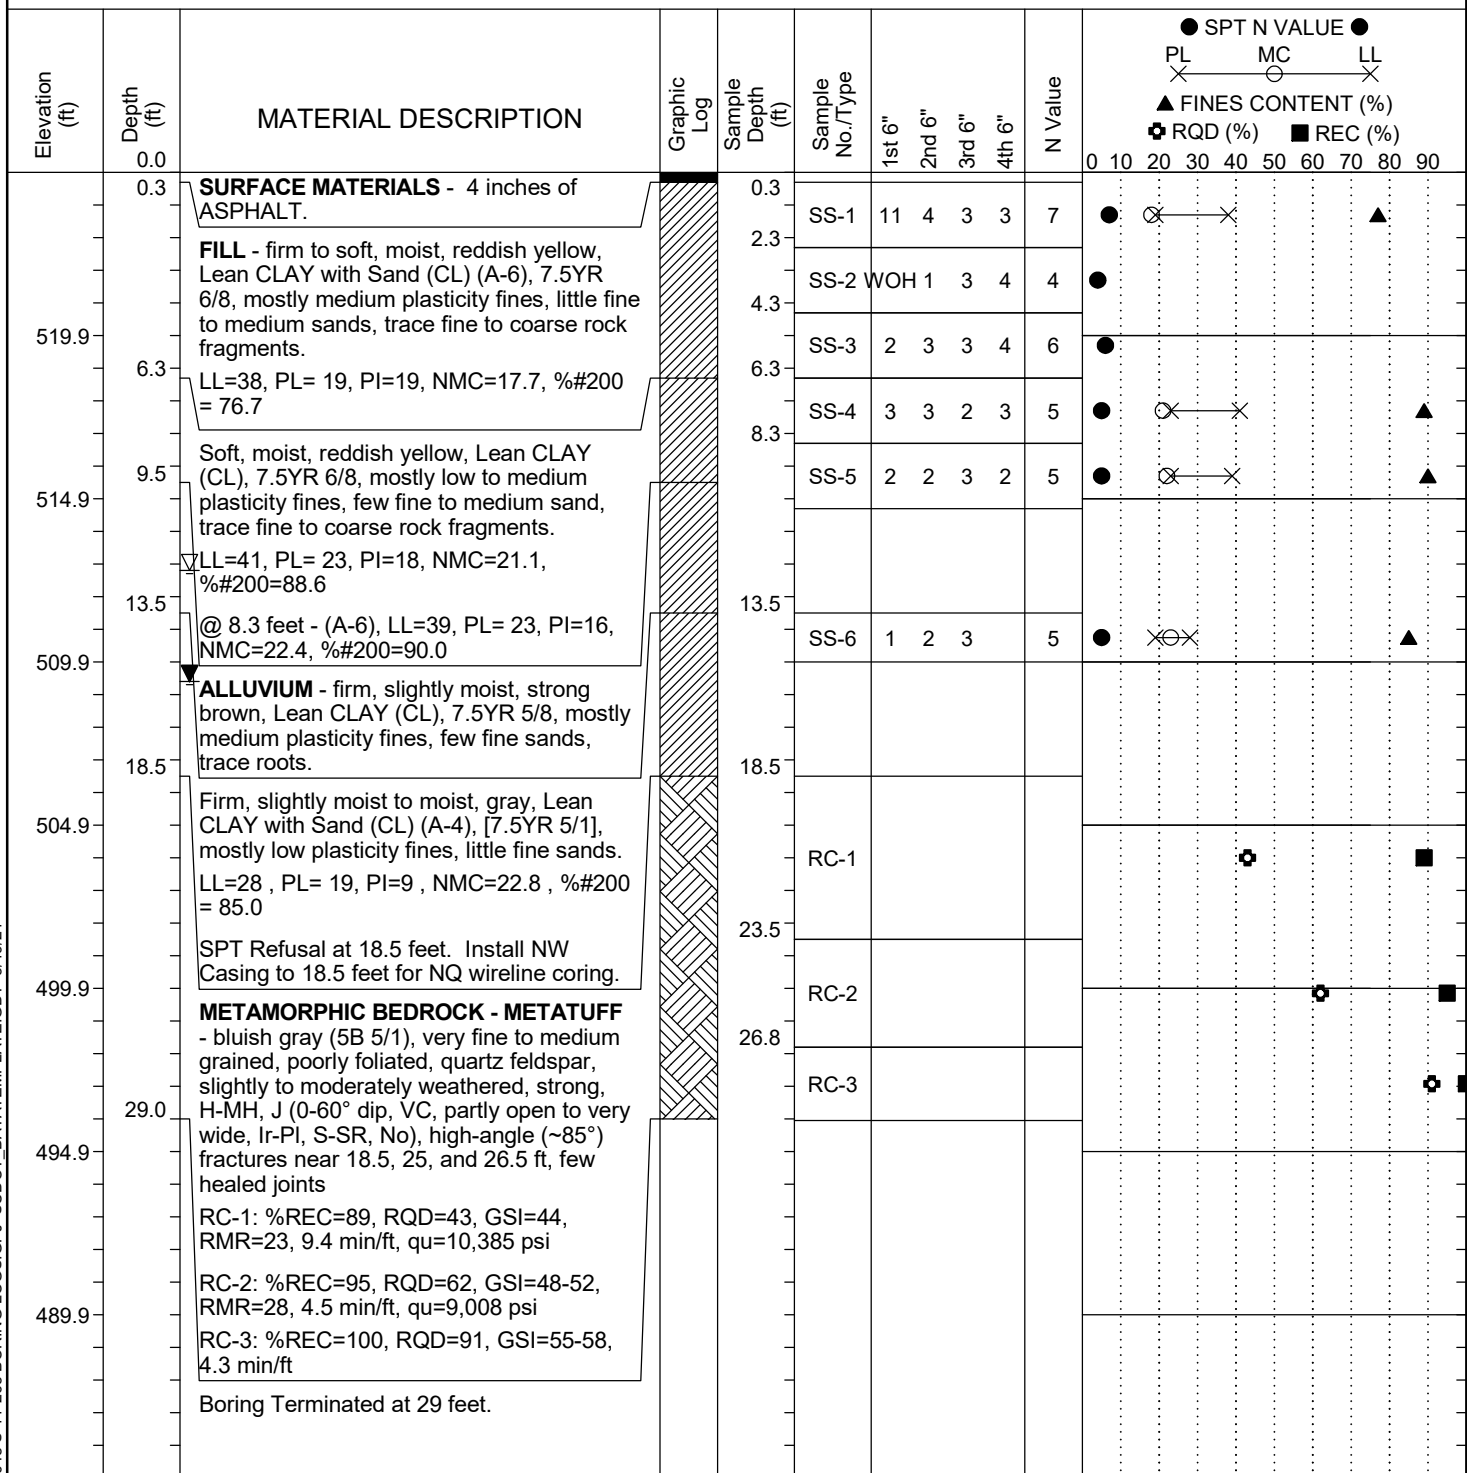 ● SPT N VALUE ●
PL MC LL
▲ FINES CONTENT (%)
RQD (%) ■ REC (%)
Elevation (ft)
Depth (ft)
0.0
MATERIAL DESCRIPTION
Graphic Log
Sample Depth (ft)
Sample No./Type
1st 6"
2nd 6"
3rd 6"
4th 6"
N Value
0 10 20 30 40 50 60 70 80 90
0.3
SURFACE MATERIALS - 4 inches of
ASPHALT.
FILL - firm to soft, moist, reddish yellow,
Lean CLAY with Sand (CL) (A-6), 7.5YR
6/8, mostly medium plasticity fines, little fine
to medium sands, trace fine to coarse rock
fragments.
LL=38, PL= 19, PI=19, NMC=17.7, %#200
= 76.7
519.9
6.3
Soft, moist, reddish yellow, Lean CLAY
(CL), 7.5YR 6/8, mostly low to medium
plasticity fines, few fine to medium sand,
trace fine to coarse rock fragments.
LL=41, PL= 23, PI=18, NMC=21.1,
%#200=88.6
9.5
514.9
@ 8.3 feet - (A-6), LL=39, PL= 23, PI=16,
NMC=22.4, %#200=90.0
13.5
509.9
ALLUVIUM - firm, slightly moist, strong
brown, Lean CLAY (CL), 7.5YR 5/8, mostly
medium plasticity fines, few fine sands,
trace roots.
18.5
Firm, slightly moist to moist, gray, Lean
CLAY with Sand (CL) (A-4), [7.5YR 5/1],
mostly low plasticity fines, little fine sands.
LL=28 , PL= 19, PI=9 , NMC=22.8 , %#200
= 85.0
504.9
SPT Refusal at 18.5 feet. Install NW
Casing to 18.5 feet for NQ wireline coring.
499.9
METAMORPHIC BEDROCK - METATUFF
- bluish gray (5B 5/1), very fine to medium
grained, poorly foliated, quartz feldspar,
slightly to moderately weathered, strong,
H-MH, J (0-60° dip, VC, partly open to very
wide, Ir-Pl, S-SR, No), high-angle (~85°)
fractures near 18.5, 25, and 26.5 ft, few
healed joints
29.0
494.9
RC-1: %REC=89, RQD=43, GSI=44,
RMR=23, 9.4 min/ft, qu=10,385 psi
RC-2: %REC=95, RQD=62, GSI=48-52,
RMR=28, 4.5 min/ft, qu=9,008 psi
489.9
RC-3: %REC=100, RQD=91, GSI=55-58,
4.3 min/ft
Boring Terminated at 29 feet.
0.3
SS-1 11 4 3 3 7
2.3
SS-2 WOH 1 3 4 4
4.3
SS-3 2 3 3 4 6
6.3
SS-4 3 3 2 3 5
8.3
SS-5 2 2 3 2 5
13.5
SS-6 1 2 3 5
18.5
RC-1
23.5
RC-2
26.8
RC-3